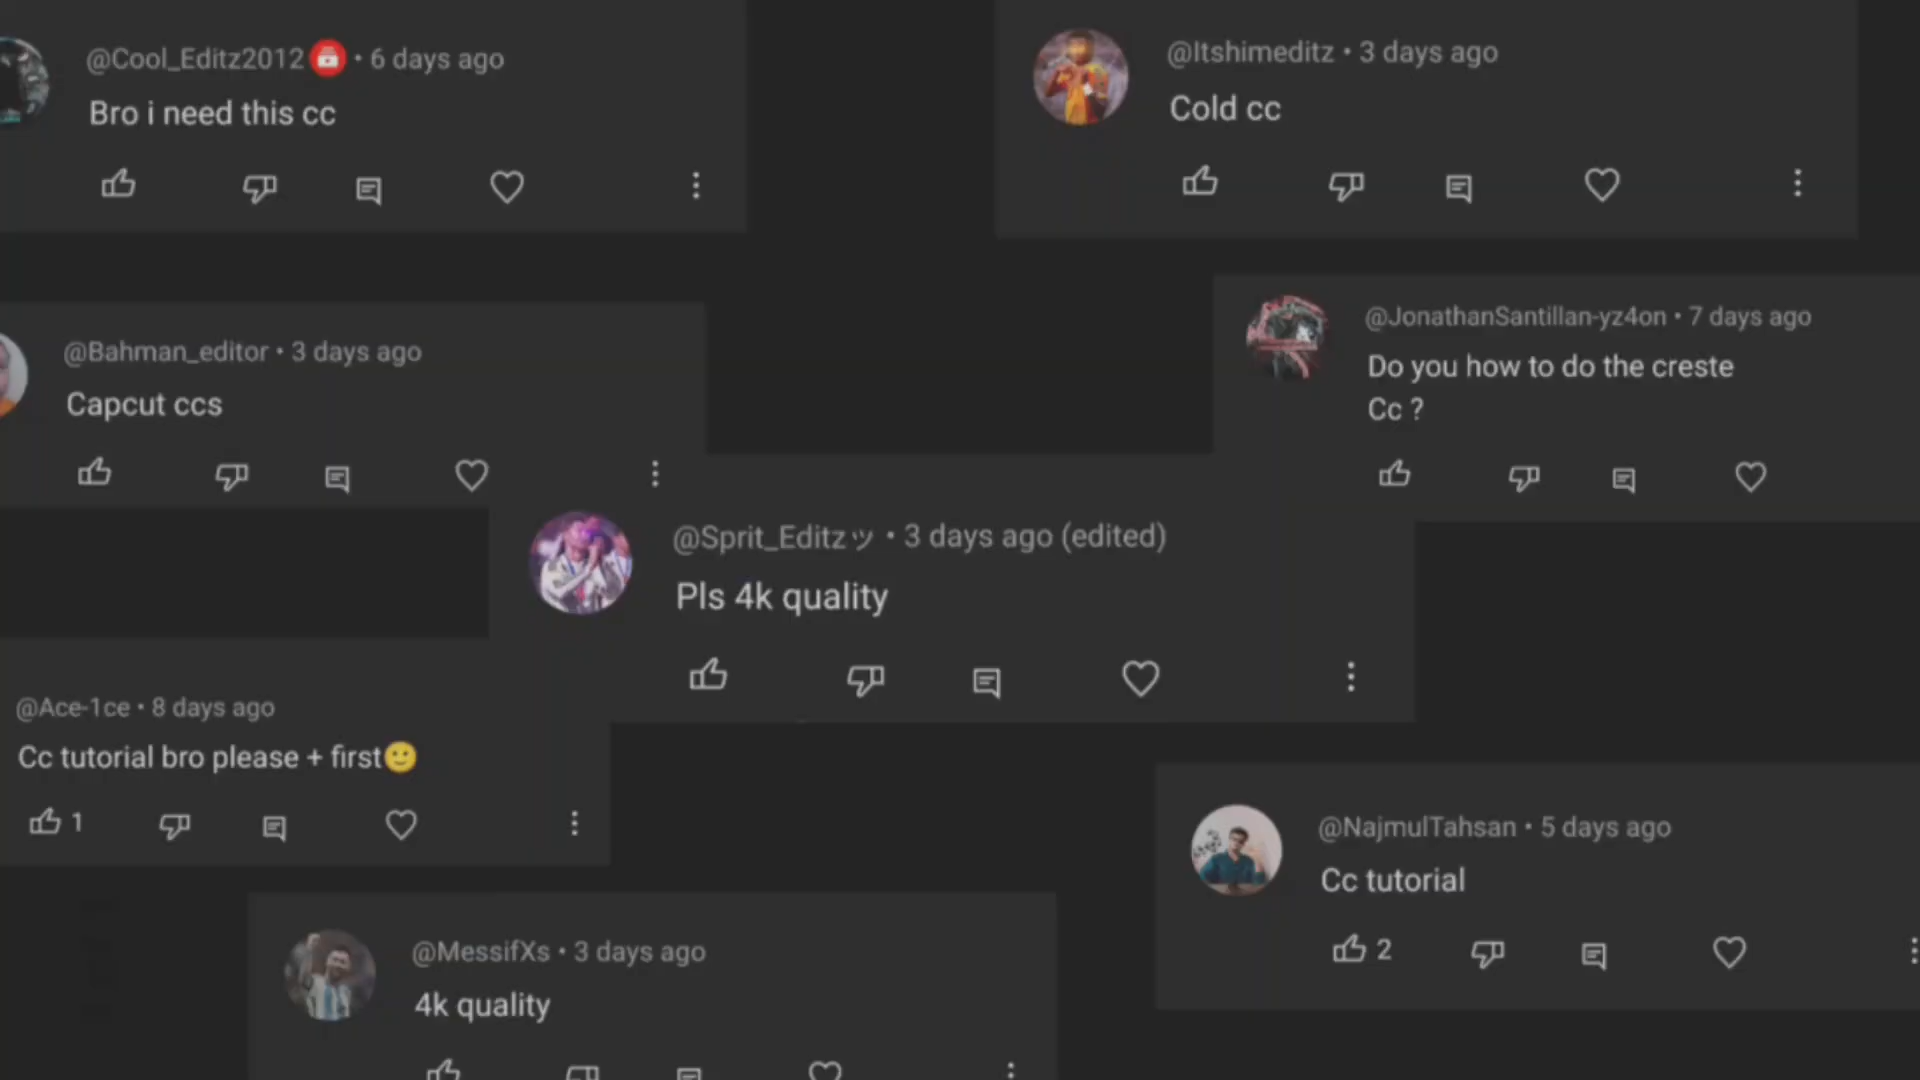 @Cool_Editz2012 • 6 days ago
Bro i need this cc
@Itshimeditz • 3 days ago
Cold cc
@Bahman_editor • 3 days ago
Capcut ccs
@JonathanSantillan-yz4on • 7 days ago
Do you how to do the creste
Cc ?
@Sprit_Editzッ • 3 days ago (edited)
Pls 4k quality
@Ace-1ce • 8 days ago
Cc tutorial bro please + first🙂
1
@NajmulTahsan • 5 days ago
Cc tutorial
2
@MessifXs • 3 days ago
4k quality